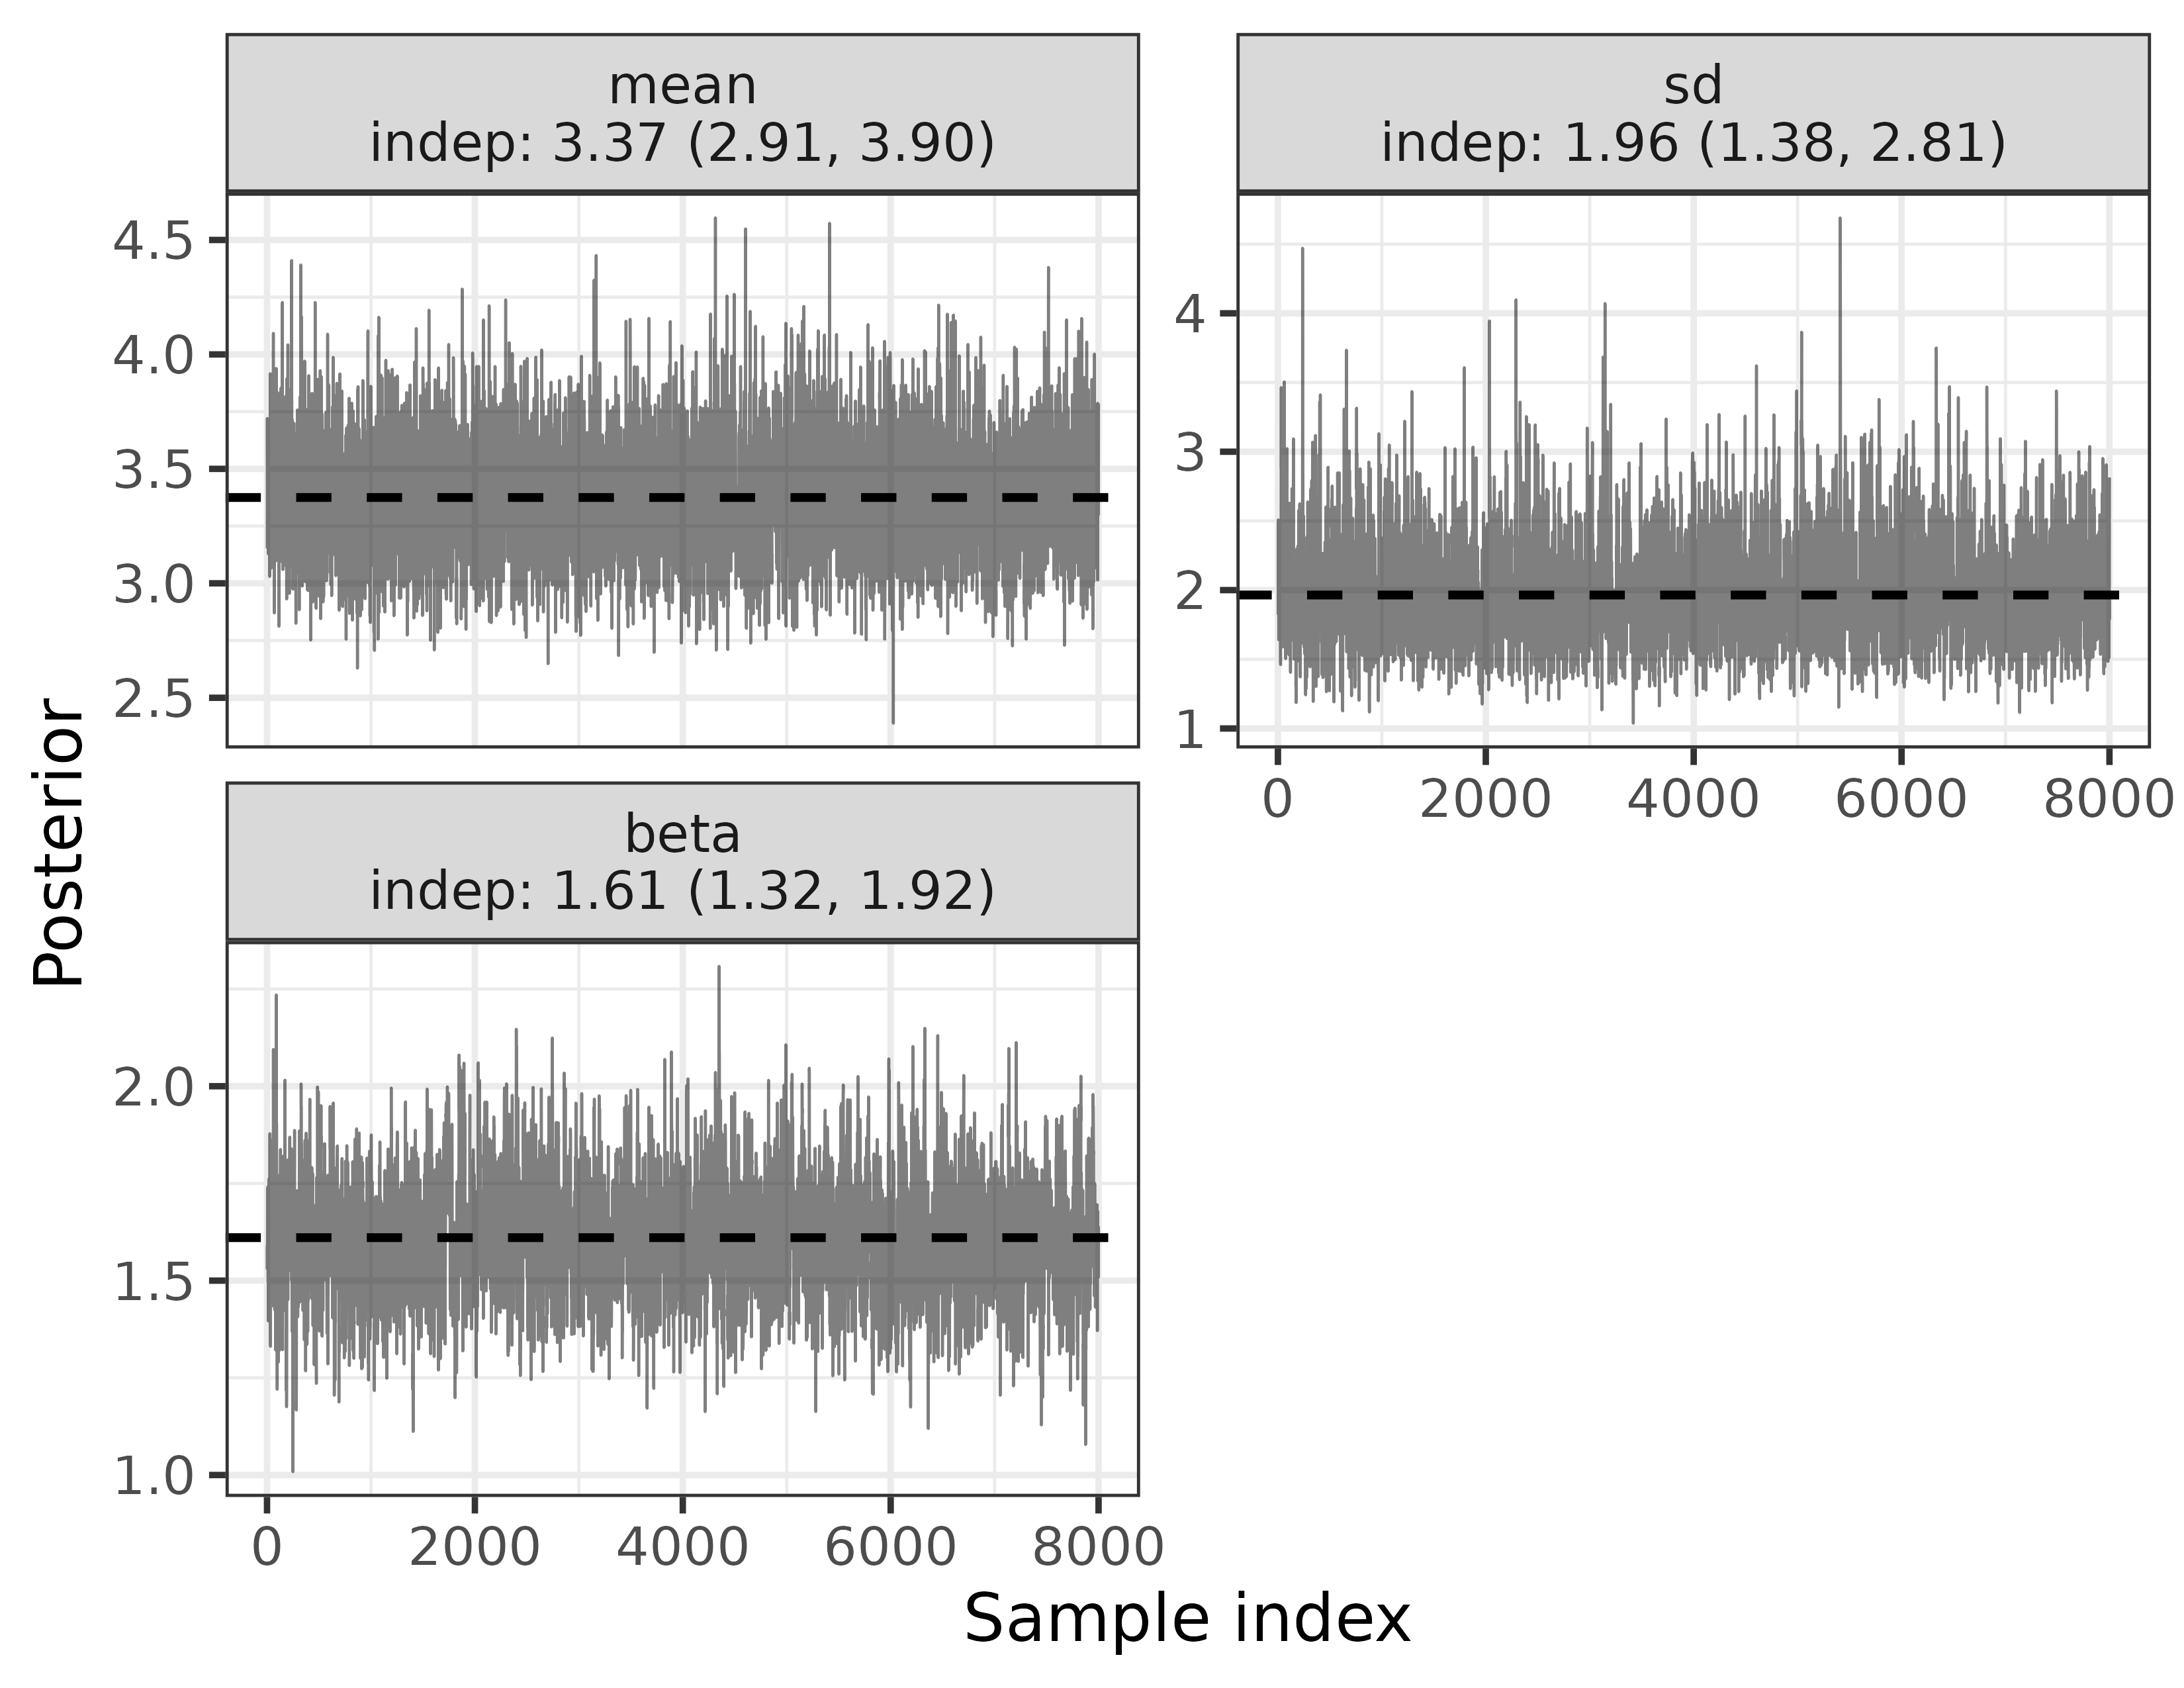 mean
indep: 3.37 (2.91, 3.90)
sd
indep: 1.96 (1.38, 2.81)
4.5
4.0
3.5
3.0
2.5
4
3
2
1
0 2000 4000 6000 8000
beta
indep: 1.61 (1.32, 1.92)
Posterior
2.0
1.5
1.0
0 2000 4000 6000 8000
Sample index